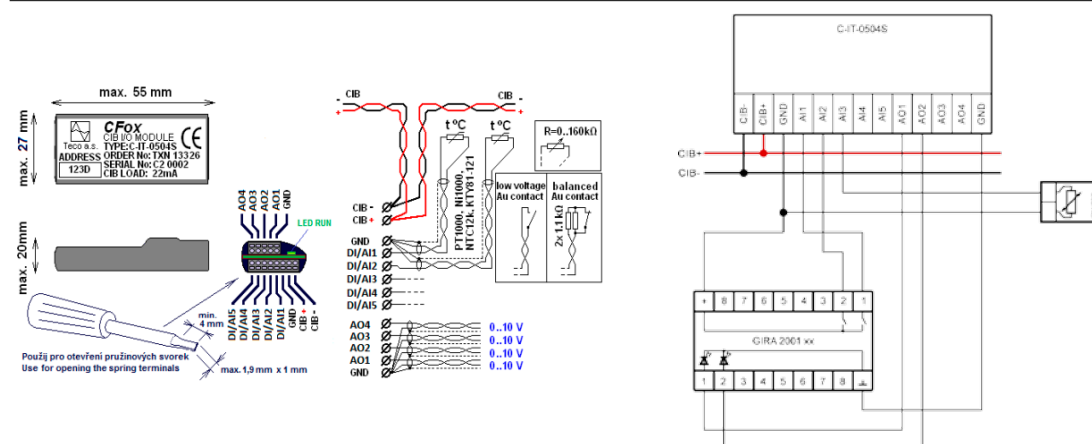 max. 55 mm
max. 27 mm
CFox
CIB I/O MODULE
Teco a.s.
TYPE:C-IT-0504S
CE
ADDRESS
ORDER No: TXN 13326
123D
SERIAL No: C2 0002
CIB LOAD: 22mA
max. 20mm
AO4
AO3
AO2
AO1
GND
LED RUN
DI/AI5
DI/AI4
DI/AI3
DI/AI2
DI/AI1
GND
CIB +
CIB -
min.
4 mm
max. 1,9 mm x 1 mm
Použij pro otevření pružinových svorek
Use for opening the spring terminals
- CIB
+
CIB -
+
t ºC
t ºC
R=0..160kΩ
PT1000, Ni1000,
NTC12k, KTY81-121
low voltage
Au contact
balanced
Au contact
2x 1,1 kΩ
CIB -
CIB +
GND
DI/AI1
DI/AI2
DI/AI3
DI/AI4
DI/AI5
AO4
AO3
AO2
AO1
GND
0..10 V
0..10 V
0..10 V
0..10 V
C-IT-0504S
CIB-
CIB+
GND
AI1
AI2
AI3
AI4
AI5
AO1
AO2
AO3
AO4
GND
CIB+
CIB-
+ 8 7 6 5 4 3 2 1
GIRA 2001 xx
1 2 3 4 5 6 7 8